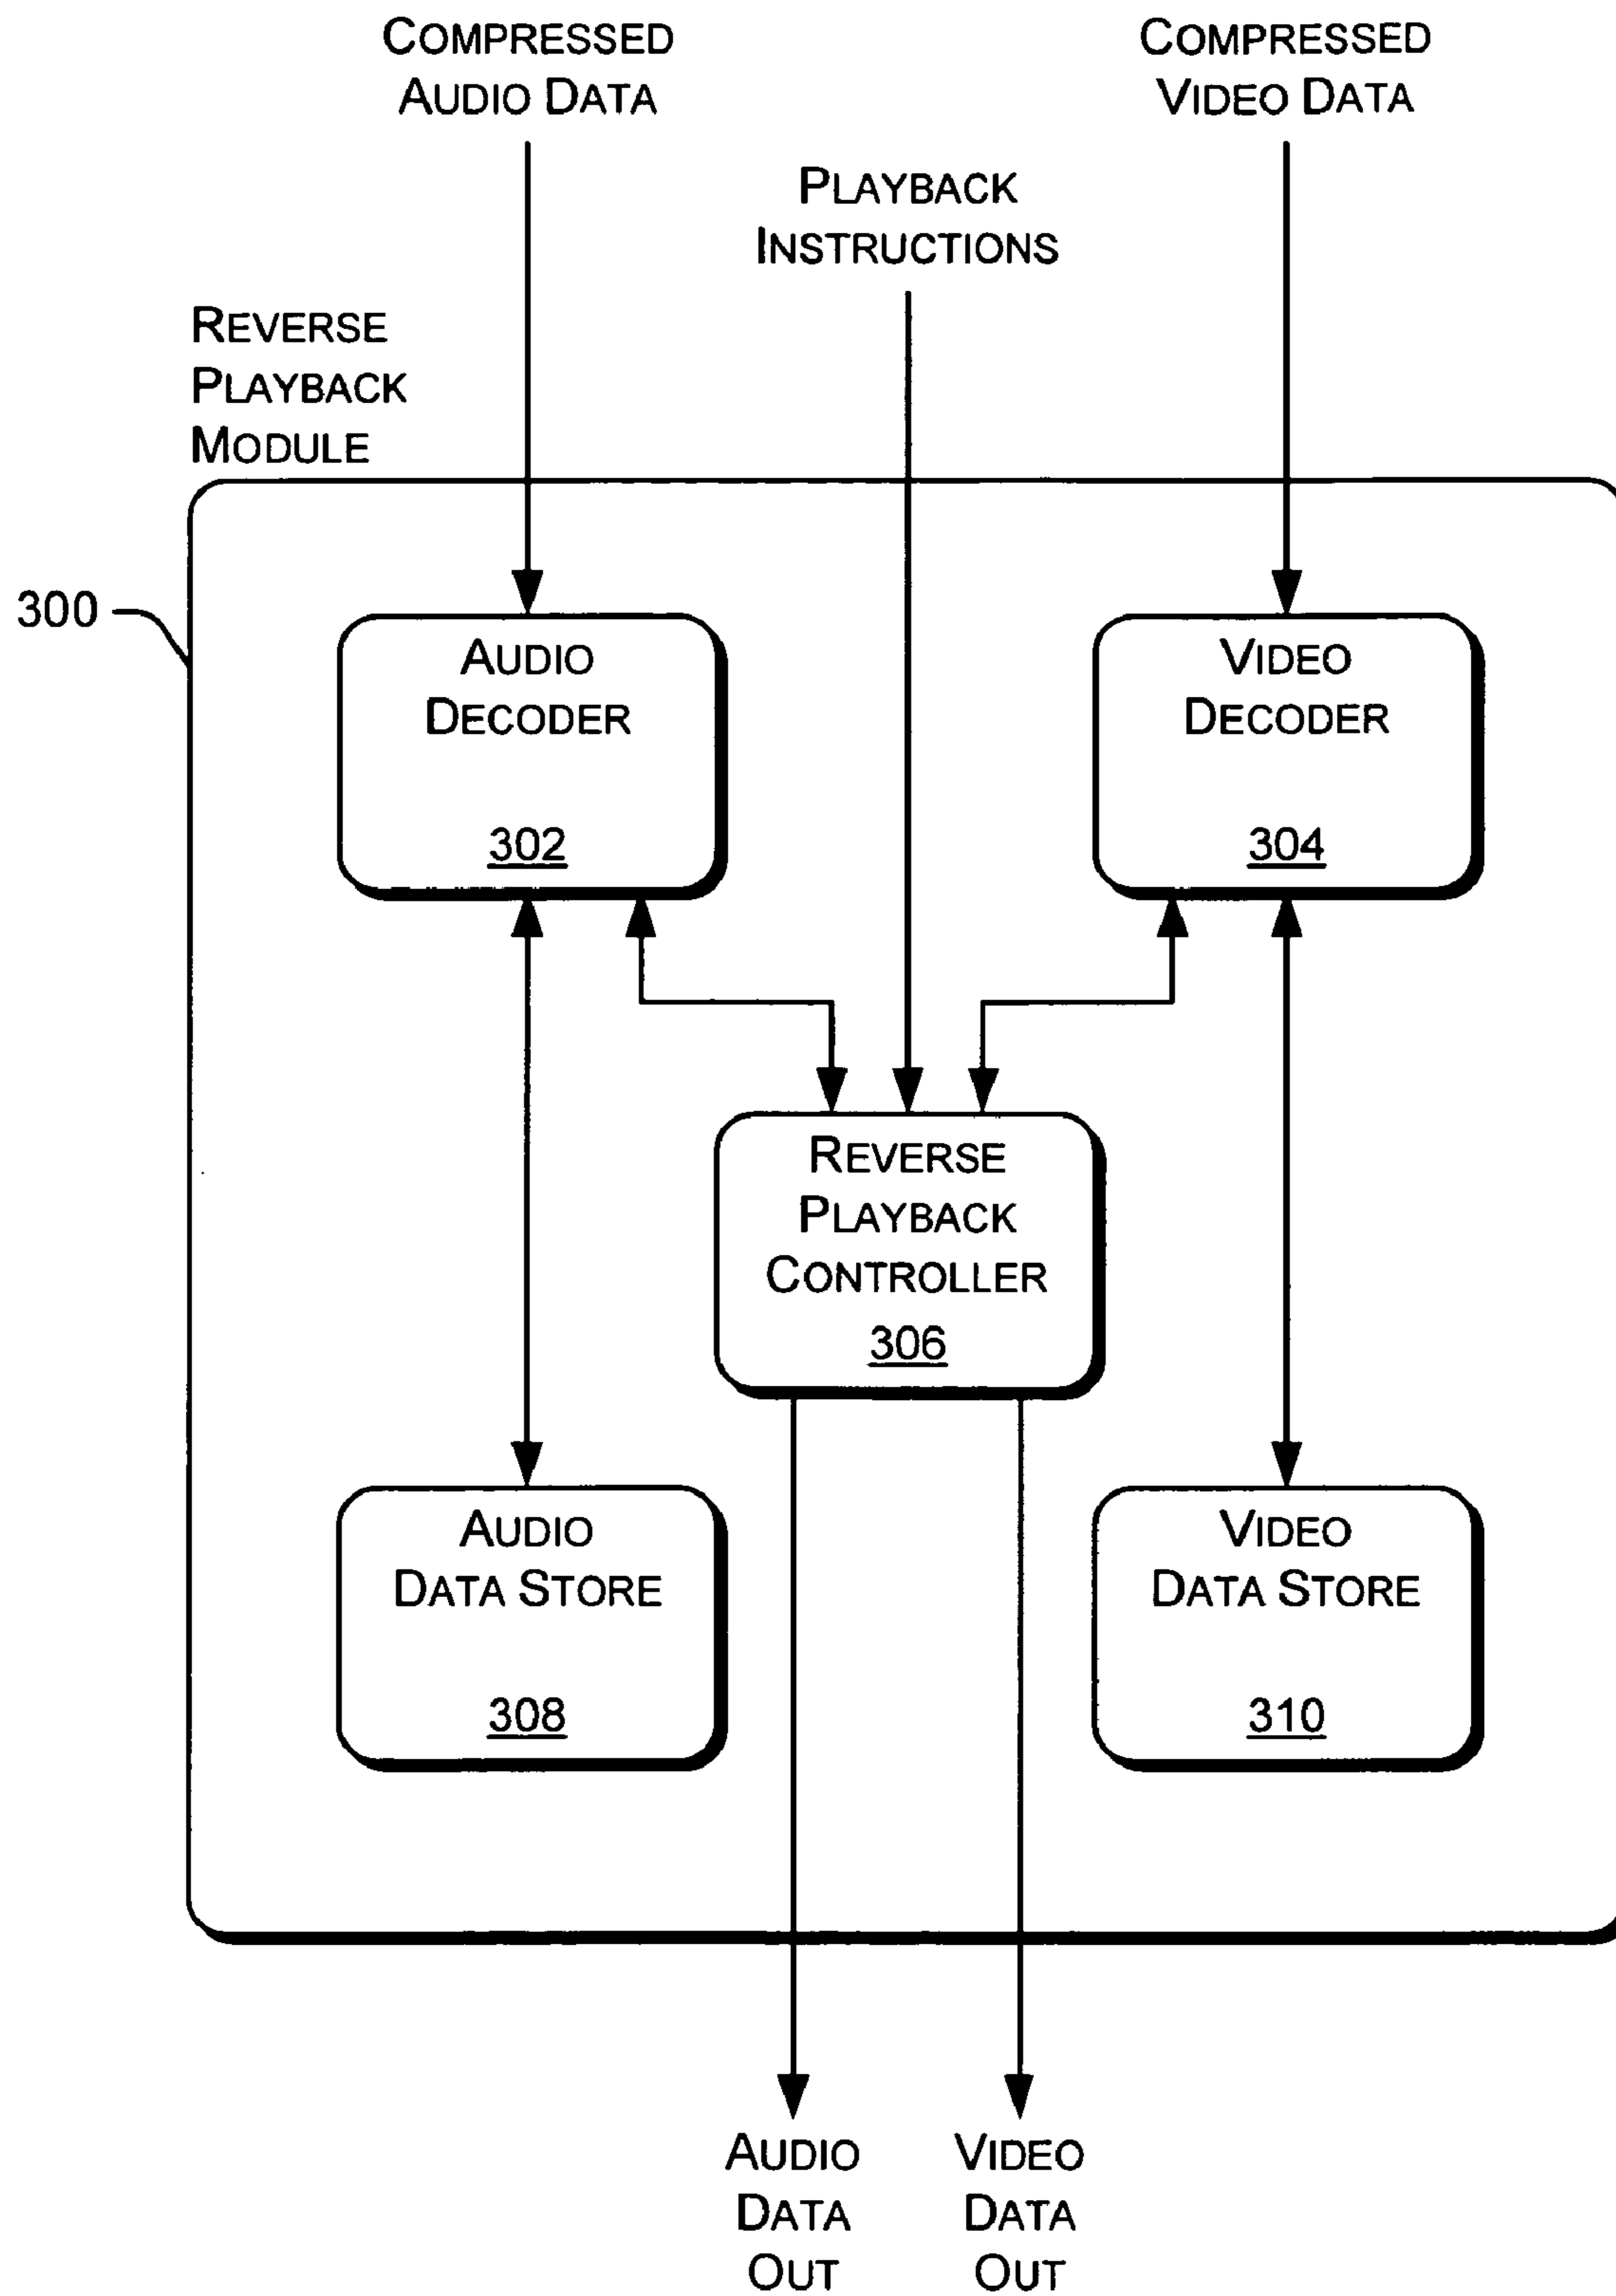 COMPRESSED
AUDIO DATA
COMPRESSED
VIDEO DATA
PLAYBACK
INSTRUCTIONS
REVERSE
PLAYBACK
MODULE
300
AUDIO
DECODER
302
VIDEO
DECODER
304
REVERSE
PLAYBACK
CONTROLLER
306
AUDIO
DATA STORE
308
VIDEO
DATA STORE
310
AUDIO
DATA
OUT
VIDEO
DATA
OUT